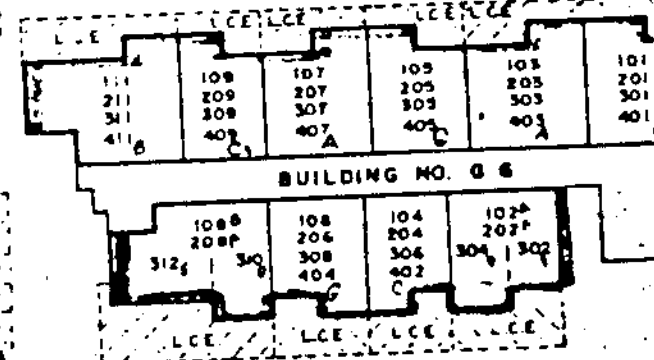 LCE LCE LCE LCE LCE
111 109 107 105 103 101
211 209 207 205 203 201
311 309 307 305 303 301
411 B 409 C 407 A 405 C 403 A 401
BUILDING NO. 06
108 B 106 104 102 A
208 A 206 204 202 A
312 310 308 306 304 302
404 G 402 C
LCE LCE LCE LCE